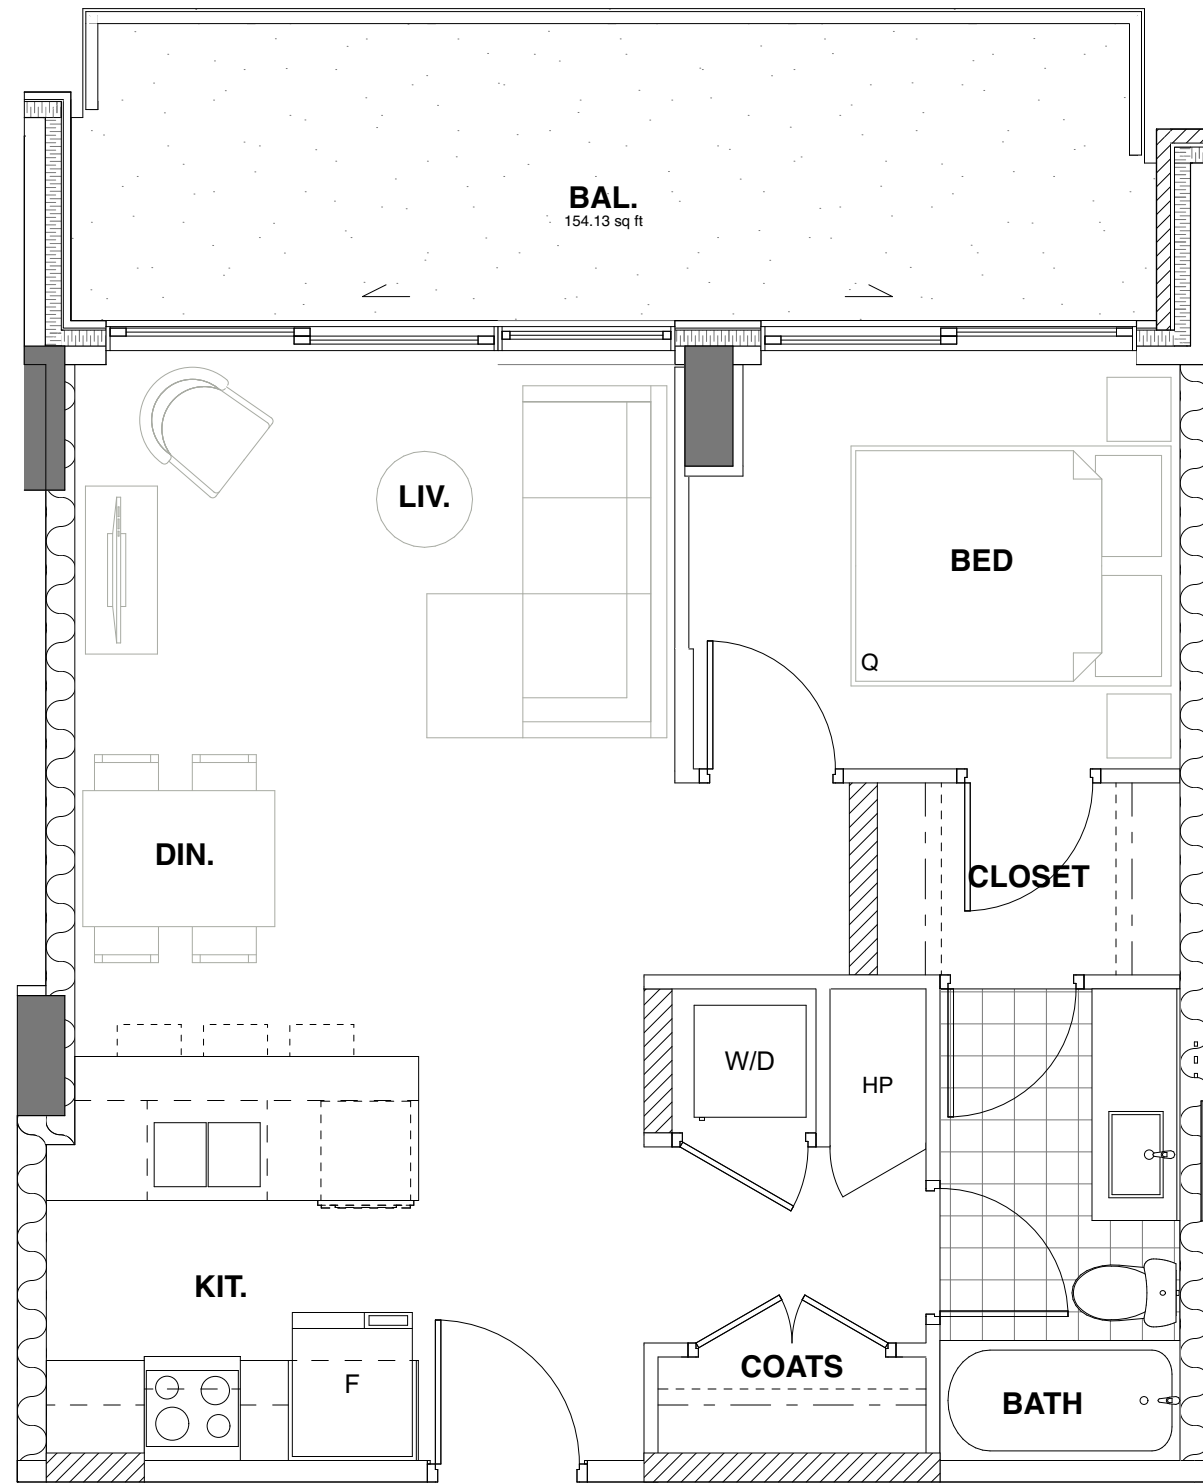 BAL.
154.13 sq ft
LIV.
BED
Q
DIN.
CLOSET
W/D
HP
KIT.
F
COATS
BATH